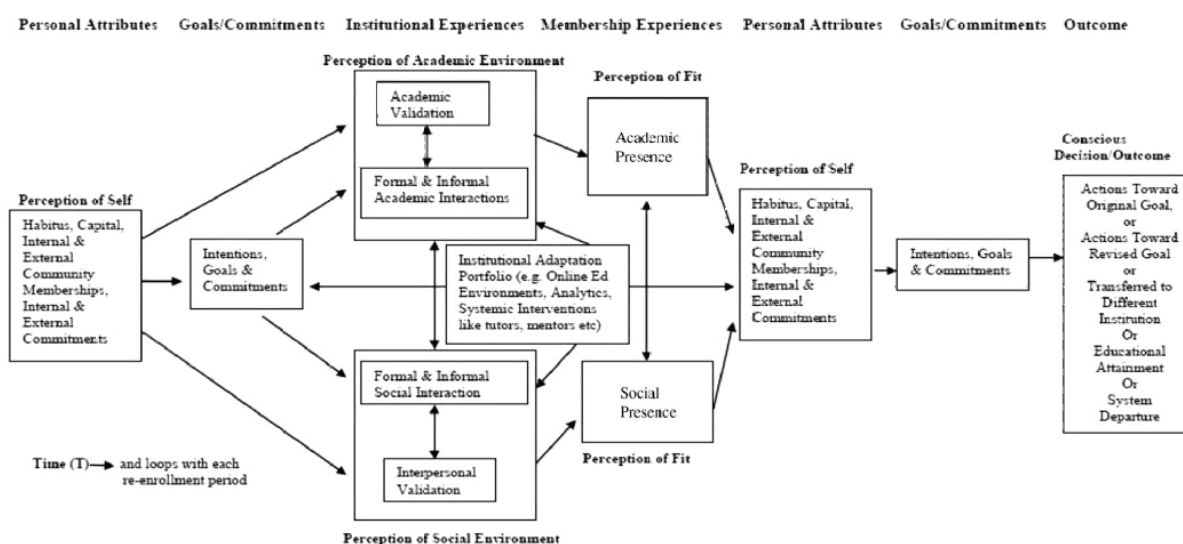 Personal Attributes Goals/Commitments Institutional Experiences Membership Experiences Personal Attributes Goals/Commitments Outcome
Perception of Self
Habitus, Capital,
Internal &
External
Community
Memberships,
Internal &
External
Commitments
Intentions,
Goals &
Commitments
Perception of Academic Environment
Academic
Validation
Formal & Informal
Academic Interactions
Institutional Adaptation
Portfolio (e.g. Online Ed
Environments, Analytics,
Systemic Interventions
like tutors, mentors etc)
Formal & Informal
Social Interaction
Interpersonal
Validation
Perception of Social Environment
Perception of Fit
Academic
Presence
Social
Presence
Perception of Fit
Perception of Self
Habitus, Capital,
Internal &
External
Community
Memberships,
Internal &
External
Commitments
Intentions, Goals
& Commitments
Conscious
Decision/Outcome
Actions Toward
Original Goal,
or
Actions Toward
Revised Goal
or
Transferred to
Different
Institution
Or
Educational
Attainment
Or
System
Departure
Time (T) and loops with each
re-enrollment period